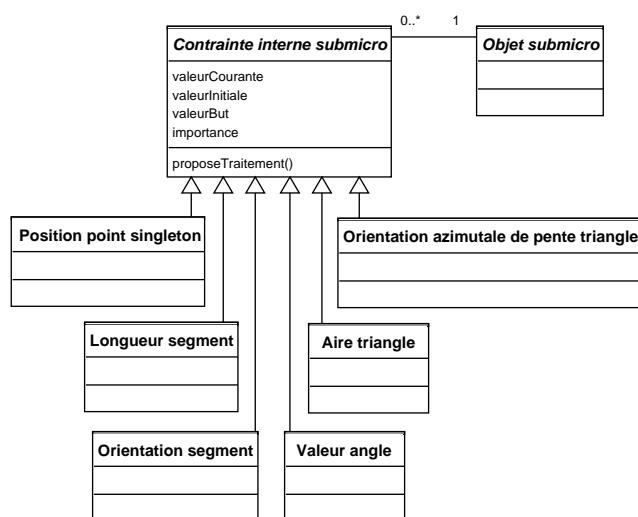 0..* 1
Contrainte interne submicro
Objet submicro
valeurCourante
valeurInitiale
valeurBut
importance
proposeTraitement()
Position point singleton
Orientation azimutale de pente triangle
Longueur segment
Aire triangle
Orientation segment
Valeur angle